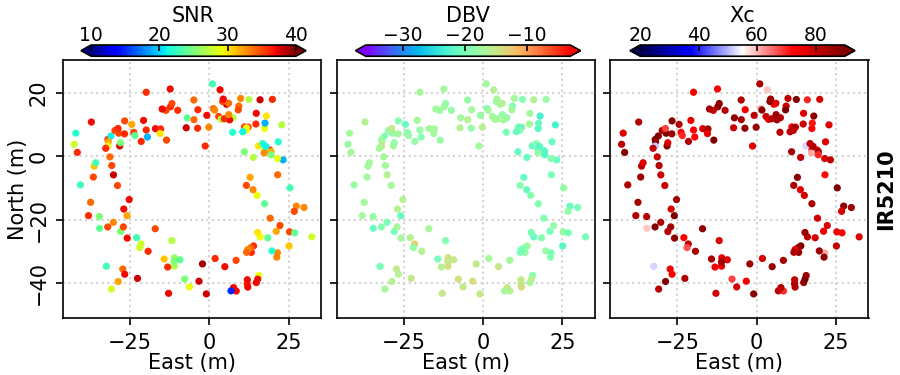 SNR DBV Xc
10 20 30 40 −30 −20 −10 20 40 60 80
20
0
−20
−40
North (m)
IR5210
−25 0 25 −25 0 25 −25 0 25
East (m) East (m) East (m)